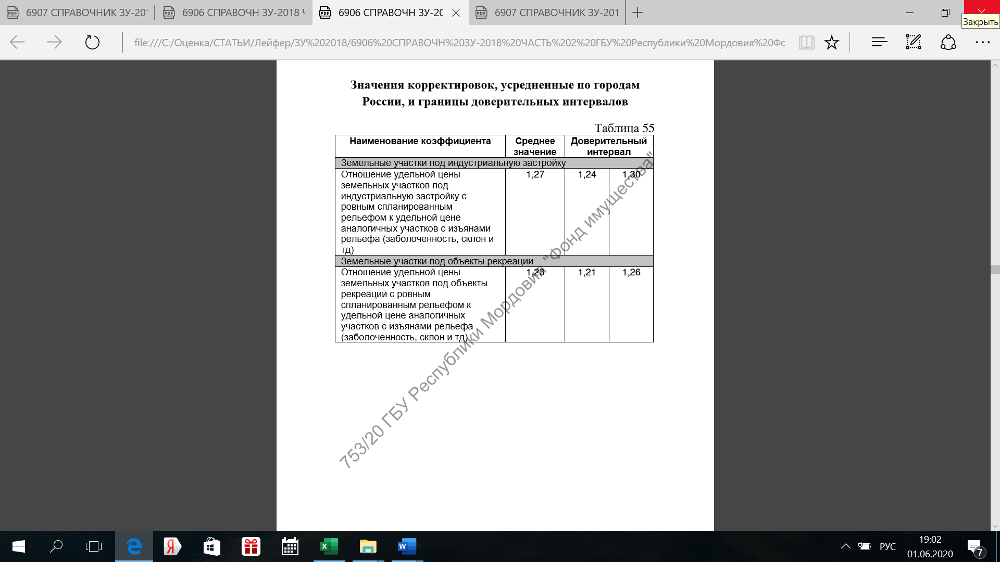 6907 СПРАВОЧНИК ЗУ-201
6906 СПРАВОЧН ЗУ-2018 Ч
6906 СПРАВОЧН ЗУ-20
6907 СПРАВОЧНИК ЗУ-201
Закрыть
file:///C:/Оценка/СТАТЬИ/Лейфер/ЗУ%202018/6906%20СПРАВОЧН%20ЗУ-2018%20ЧАСТЬ%202%20ГБУ%20Республики%20Мордовия%20Фо
Значения корректировок, усредненные по городам
России, и границы доверительных интервалов
Таблица 55
Наименование коэффициента
Среднее
значение
Доверительный
интервал
Земельные участки под индустриальную застройку
Отношение удельной цены
земельных участков под
индустриальную застройку с
ровным спланированным
рельефом к удельной цене
аналогичных участков с изъянами
рельефа (заболоченность, склон и
тд)
1,27
1,24
1,30
Земельные участки под объекты рекреации
Отношение удельной цены
земельных участков под объекты
рекреации с ровным
спланированным рельефом к
удельной цене аналогичных
участков с изъянами рельефа
(заболоченность, склон и тд)
1,23
1,21
1,26
753/20 ГБУ Республики Мордовия "Фонд имущества"
РУС
19:02
01.06.2020
7